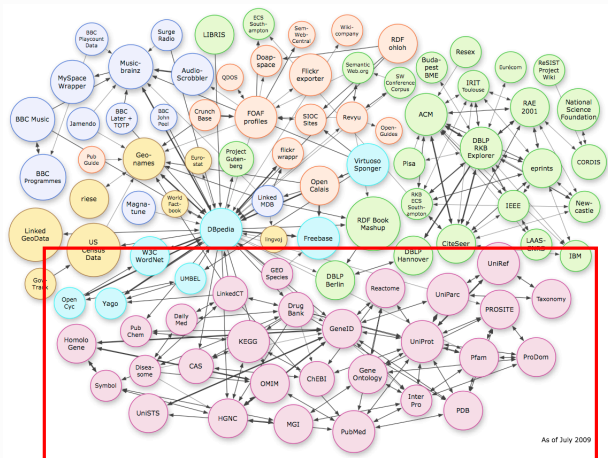 BBC
Playcount
Data
Surge
Radio
LIBRIS
ECS
South-
ampton
Sem-
Web-
Central
Wiki-
company
RDF
ohloh
Music-
brainz
Audio-
Scrobbler
Doap-
space
Flickr
exporter
Semantic
Web.org
SW
Conference
Corpus
Buda-
pest
BME
Resex
IRIT
Toulouse
Eurécom
ReSIST
Project
Wiki
MySpace
Wrapper
QDOS
BBC Music
Jamendo
BBC
Later +
TOTP
BBC
John
Peel
Crunch
Base
FOAF
profiles
SIOC
Sites
Revyu
Open-
Guides
ACM
RAE
2001
National
Science
Foundation
BBC
Programmes
Pub
Guide
Geo-
names
Euro-
stat
Project
Guten-
berg
flickr
wrappr
Virtuoso
Sponger
Pisa
DBLP
RKB
Explorer
eprints
CORDIS
riese
Magna-
tune
World
Fact-
book
Linked
MDB
Open
Calais
RKB
ECS
South-
ampton
IEEE
New-
castle
Linked
GeoData
US
Census
Data
W3C
WordNet
DBpedia
lingvoj
Freebase
RDF Book
Mashup
DBLP
Hannover
CiteSeer
LAAS-
CNRS
IBM
Gov-
Track
Open
Cyc
Yago
UMBEL
LinkedCT
GEO
Species
DBLP
Berlin
Reactome
UniParc
UniRef
Taxonomy
PROSITE
Daily
Med
Drug
Bank
Homolo
Gene
Pub
Chem
KEGG
GeneID
UniProt
Pfam
ProDom
Disea-
some
CAS
ChEBI
Gene
Ontology
Symbol
OMIM
Inter
Pro
UniSTS
HGNC
MGI
PubMed
PDB
As of July 2009